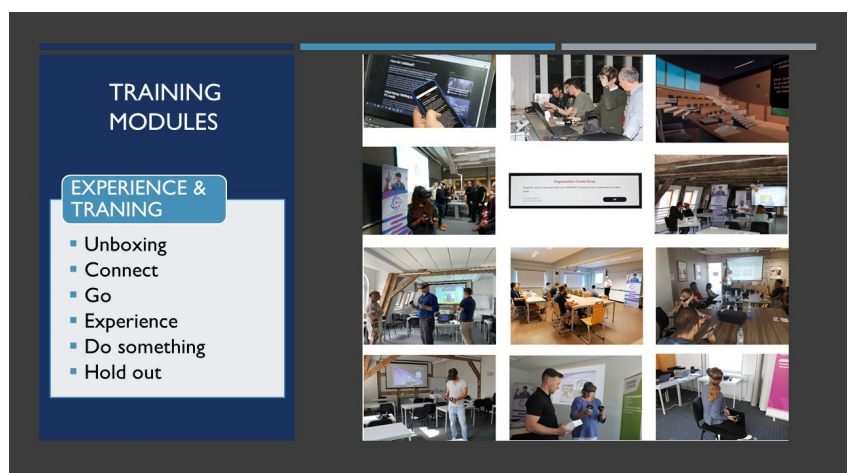 TRAINING
MODULES
EXPERIENCE &
TRANING
Unboxing
Connect
Go
Experience
Do something
Hold out
Organization Create Error